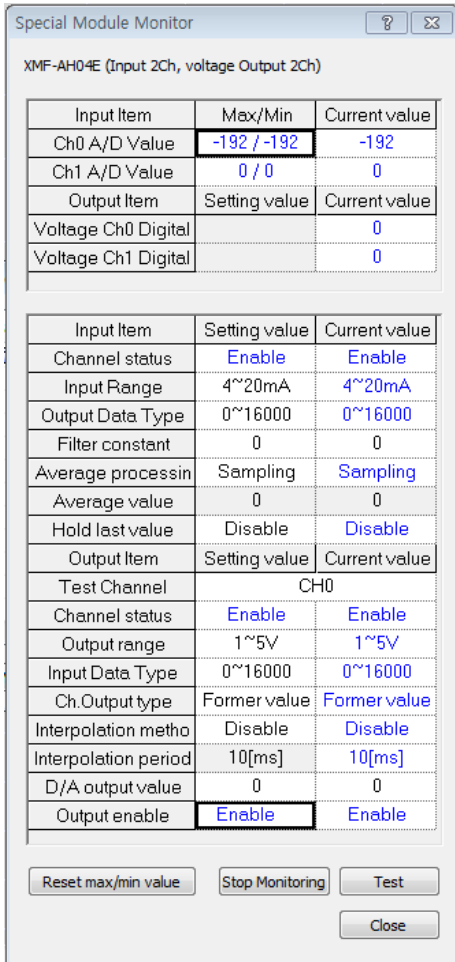 Special Module Monitor
XMF-AH04E (Input 2Ch, voltage Output 2Ch)
Input Item Max/Min Current value
Ch0 A/D Value -192 / -192 -192
Ch1 A/D Value 0 / 0 0
Output Item Setting value Current value
Voltage Ch0 Digital 0
Voltage Ch1 Digital 0
Input Item Setting value Current value
Channel status Enable Enable
Input Range 4~20mA 4~20mA
Output Data Type 0~16000 0~16000
Filter constant 0 0
Average processin Sampling Sampling
Average value 0 0
Hold last value Disable Disable
Output Item Setting value Current value
Test Channel CH0
Channel status Enable Enable
Output range 1~5V 1~5V
Input Data Type 0~16000 0~16000
Ch.Output type Former value Former value
Interpolation metho Disable Disable
Interpolation period 10[ms] 10[ms]
D/A output value 0 0
Output enable Enable Enable
Reset max/min value Stop Monitoring Test
Close